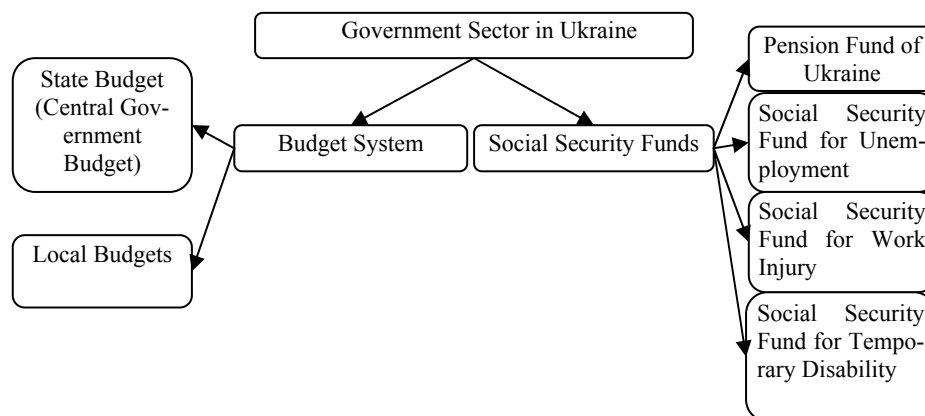 Government Sector in Ukraine
State Budget
(Central Gov-
ernment
Budget)
Budget System
Social Security Funds
Local Budgets
Pension Fund of
Ukraine
Social Security
Fund for Unem-
ployment
Social Security
Fund for Work
Injury
Social Security
Fund for Tempo-
rary Disability